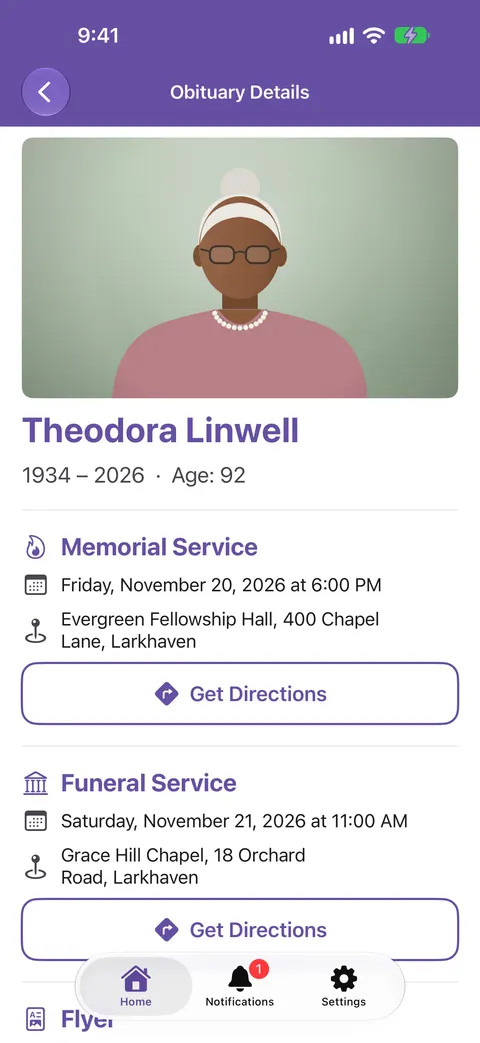 9:41
Obituary Details
Theodora Linwell
1934 – 2026 · Age: 92
Memorial Service
Friday, November 20, 2026 at 6:00 PM
Evergreen Fellowship Hall, 400 Chapel
Lane, Larkhaven
Get Directions
Funeral Service
Saturday, November 21, 2026 at 11:00 AM
Grace Hill Chapel, 18 Orchard
Road, Larkhaven
Get Directions
Flyer
1
Home
Notifications
Settings